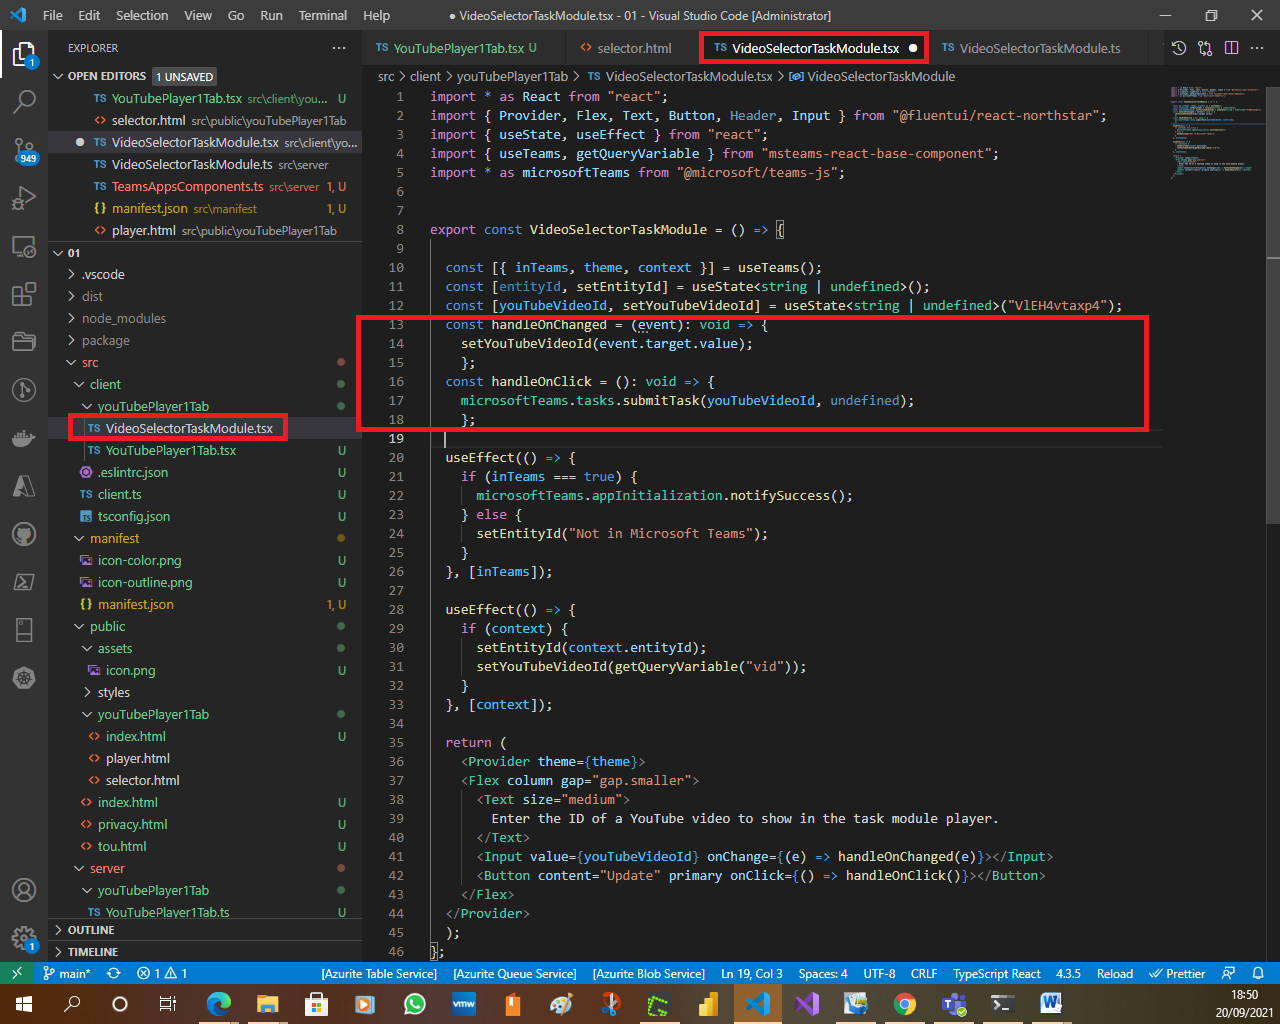 File Edit Selection View Go Run Terminal Help ● VideoSelectorTaskModule.tsx - 01 - Visual Studio Code [Administrator]
EXPLORER
TS YouTubePlayer1Tab.tsx U <> selector.html TS VideoSelectorTaskModule.tsx ● TS VideoSelectorTaskModule.ts
OPEN EDITORS 1 UNSAVED
TS YouTubePlayer1Tab.tsx src\client\you... U
<> selector.html src\public\youTubePlayer1Tab
● TS VideoSelectorTaskModule.tsx src\client\yo...
TS VideoSelectorTaskModule.ts src\server
TS TeamsAppsComponents.ts src\server 1, U
{} manifest.json src\manifest 1, U
<> player.html src\public\youTubePlayer1Tab
01
.vscode
dist
node_modules
package
src
client
youTubePlayer1Tab
TS VideoSelectorTaskModule.tsx
TS YouTubePlayer1Tab.tsx U
.eslintrc.json U
TS client.ts U
tsconfig.json U
manifest
icon-color.png U
icon-outline.png U
{} manifest.json 1, U
public
assets
icon.png U
styles
youTubePlayer1Tab
<> index.html U
<> player.html
<> selector.html
<> index.html U
<> privacy.html U
<> tou.html U
server
youTubePlayer1Tab
TS YouTubePlayer1Tab.ts U
OUTLINE
TIMELINE
1
949
1
src > client > youTubePlayer1Tab > TS VideoSelectorTaskModule.tsx > VideoSelectorTaskModule
1 import * as React from "react";
2 import { Provider, Flex, Text, Button, Header, Input } from "@fluentui/react-northstar";
3 import { useState, useEffect } from "react";
4 import { useTeams, getQueryVariable } from "msteams-react-base-component";
5 import * as microsoftTeams from "@microsoft/teams-js";
6
7
8 export const VideoSelectorTaskModule = () => {
9
10 const [{ inTeams, theme, context }] = useTeams();
11 const [entityId, setEntityId] = useState<string | undefined>();
12 const [youTubeVideoId, setYouTubeVideoId] = useState<string | undefined>("VlEH4vtaxp4");
13 const handleOnChanged = (event): void => {
14 setYouTubeVideoId(event.target.value);
15 };
16 const handleOnClick = (): void => {
17 microsoftTeams.tasks.submitTask(youTubeVideoId, undefined);
18 };
19
20 useEffect(() => {
21 if (inTeams === true) {
22 microsoftTeams.appInitialization.notifySuccess();
23 } else {
24 setEntityId("Not in Microsoft Teams");
25 }
26 }, [inTeams]);
27
28 useEffect(() => {
29 if (context) {
30 setEntityId(context.entityId);
31 setYouTubeVideoId(getQueryVariable("vid"));
32 }
33 }, [context]);
34
35 return (
36 <Provider theme={theme}>
37 <Flex column gap="gap.smaller">
38 <Text size="medium">
39 Enter the ID of a YouTube video to show in the task module player.
40 </Text>
41 <Input value={youTubeVideoId} onChange={(e) => handleOnChanged(e)}></Input>
42 <Button content="Update" primary onClick={() => handleOnClick()}></Button>
43 </Flex>
44 </Provider>
45 );
46 };
main* 1 1 [Azurite Table Service] [Azurite Queue Service] [Azurite Blob Service] Ln 19, Col 3 Spaces: 4 UTF-8 CRLF TypeScript React 4.3.5 Reload Prettier
vmw
18:50
20/09/2021